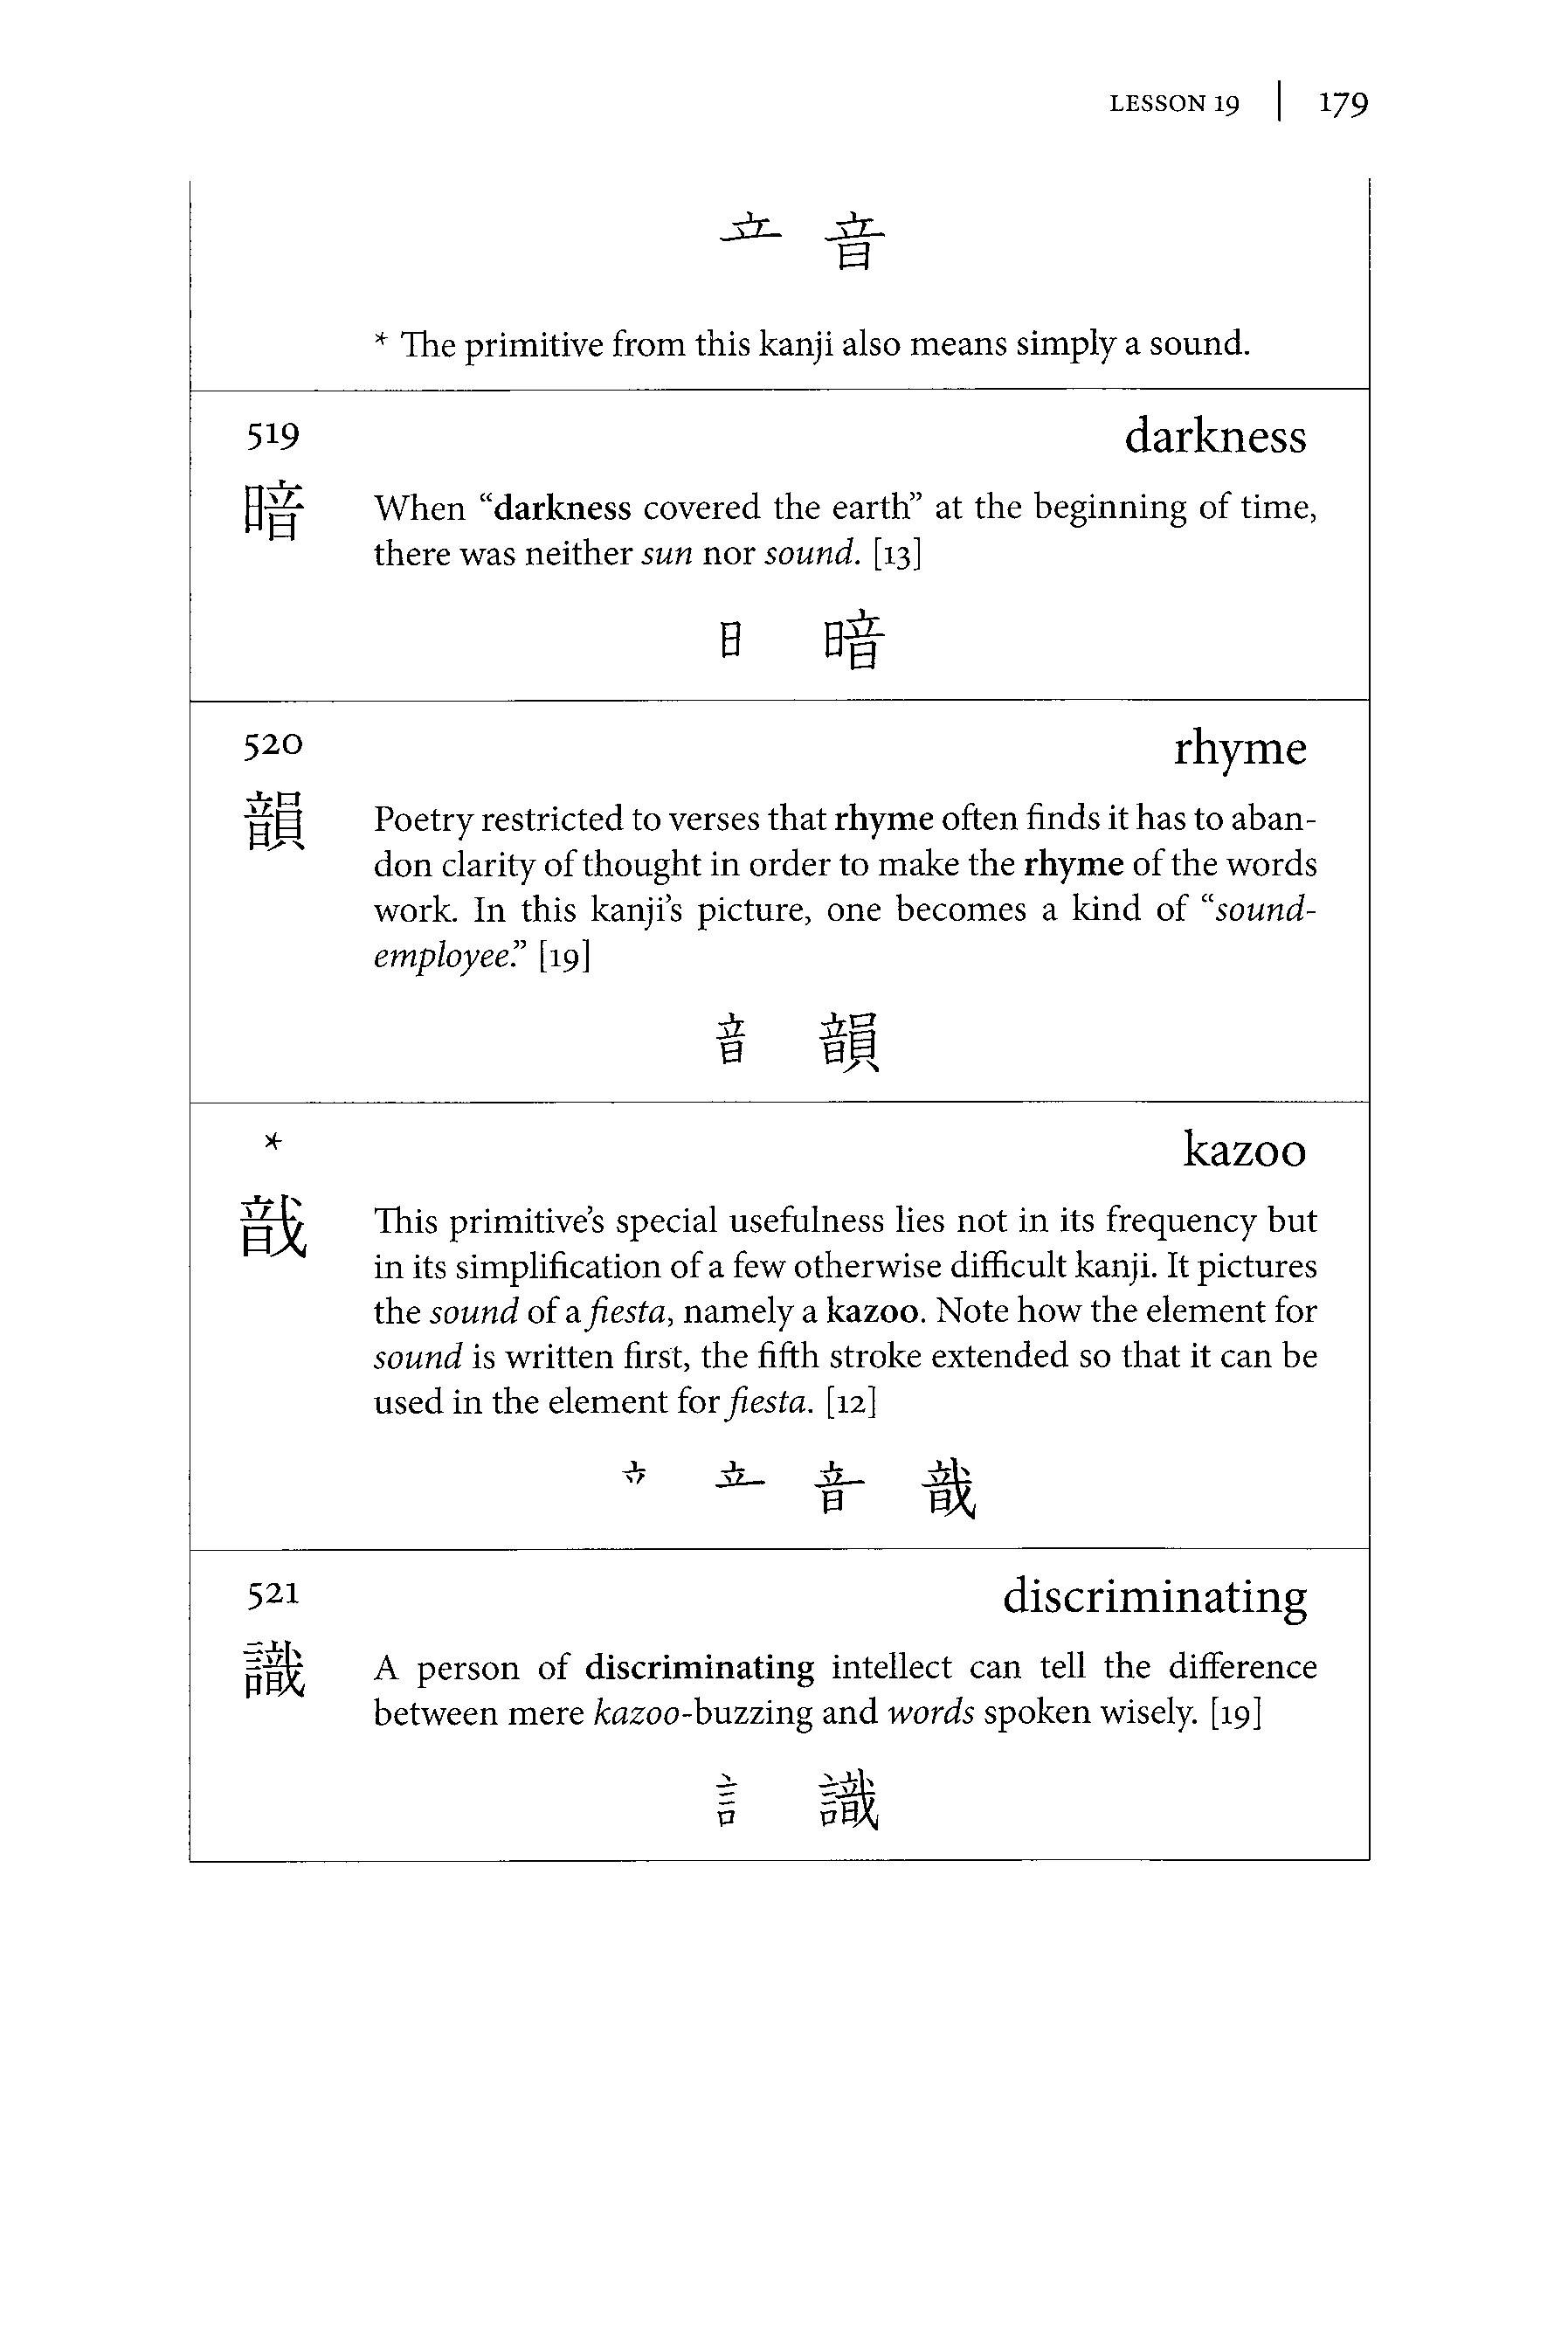 LESSON 19 | 179
音
* The primitive from this kanji also means simply a sound.
519 darkness
暗 When “darkness covered the earth” at the beginning of time,
there was neither sun nor sound. [13]
日 暗
520 rhyme
韻 Poetry restricted to verses that rhyme often finds it has to aban-
don clarity of thought in order to make the rhyme of the words
work. In this kanji’s picture, one becomes a kind of “sound-
employee.” [19]
音 韻
* kazoo
戠 This primitive’s special usefulness lies not in its frequency but
in its simplification of a few otherwise difficult kanji. It pictures
the sound of a fiesta, namely a kazoo. Note how the element for
sound is written first, the fifth stroke extended so that it can be
used in the element for fiesta. [12]
音 戠
521 discriminating
識 A person of discriminating intellect can tell the difference
between mere kazoo-buzzing and words spoken wisely. [19]
言 識